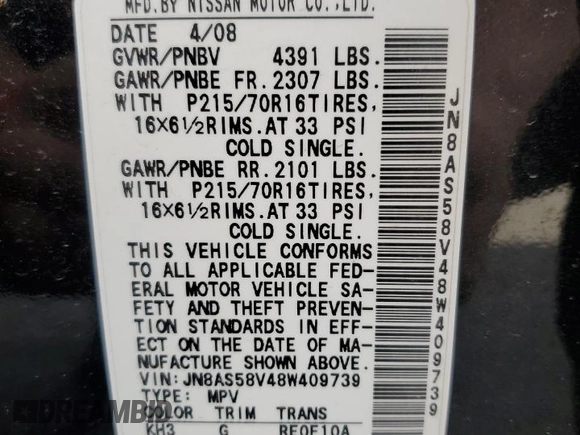 MFD.BY NISSAN MOTOR CO.,LTD.
DATE 4/08
GVWR/PNBV 4391 LBS.
GAWR/PNBE FR. 2307 LBS.
WITH P215/70R16TIRES,
16×6½RIMS.AT 33 PSI
COLD SINGLE.
GAWR/PNBE RR. 2101 LBS.
WITH P215/70R16TIRES,
16×6½RIMS.AT 33 PSI
COLD SINGLE.
THIS VEHICLE CONFORMS
TO ALL APPLICABLE FED-
ERAL MOTOR VEHICLE SA-
FETY AND THEFT PREVEN-
TION STANDARDS IN EFF-
ECT ON THE DATE OF MA-
NUFACTURE SHOWN ABOVE.
VIN: JN8AS58V48W409739
TYPE: MPV
COLOR TRIM TRANS
KH3 G RE0F10A
JN8AS58V48W409739